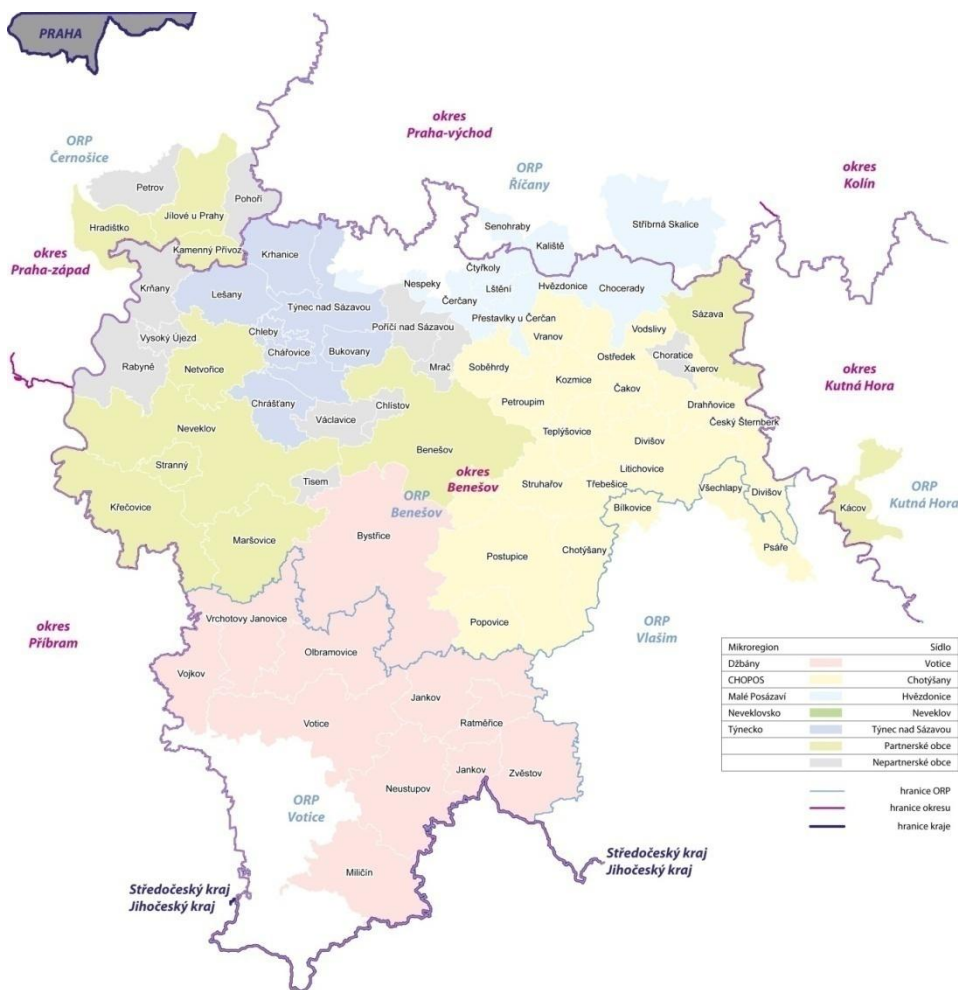 PRAHA
okres
Praha-východ
ORP
Černošice
ORP
Říčany
okres
Kolín
Petrov
Pohoří
Jílové u Prahy
Hradištko
Kamenný Přívoz
Senohraby
Stříbrná Skalice
Kaliště
okres
Praha-západ
Krhanice
Krňany
Lešany
Čtyřkoly
Nespeky
Lštění
Hvězdonice
Chocerady
Čerčany
Týnec nad Sázavou
Přestavlky u Čerčan
Sázava
Chleby
Poříčí nad Sázavou
Vysoký Újezd
Vranov
Vodslivy
Chářovice
Bukovany
Ostředek
Choratice
Rabyně
Netvořice
Mrač
Soběhrdy
Xaverov
okres
Kutná Hora
Kozmice
Čakov
Chrášťany
Chlístov
Petroupim
Drahňovice
Václavice
Neveklov
Teplýšovice
Český Šternberk
Benešov
Divišov
Stranný
okres
Benešov
Litichovice
Tisem
Struhařov
Třebešice
Všechlapy
Divišov
ORP
Kutná Hora
ORP
Benešov
Křečovice
Bílkovice
Kácov
Bystřice
Maršovice
Postupice
Chotýšany
Psáře
okres
Příbram
Vrchotovy Janovice
Popovice
ORP
Vlašim
Olbramovice
Vojkov
Jankov
Votice
Ratměřice
Jankov
Zvěstov
Neustupov
ORP
Votice
Miličín
Středočeský kraj
Jihočeský kraj
Středočeský kraj
Jihočeský kraj
Mikroregion Sídlo
Džbány Votice
CHOPOS Chotýšany
Malé Posázaví Hvězdonice
Neveklovsko Neveklov
Týnecko Týnec nad Sázavou
Partnerské obce
Nepartnerské obce
hranice ORP
hranice okresu
hranice kraje